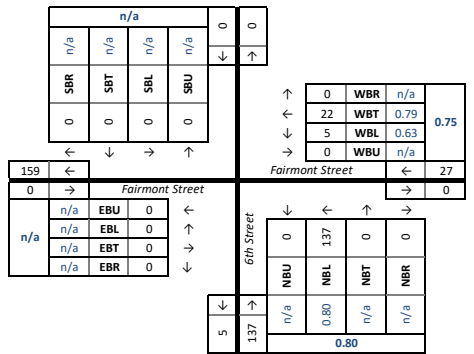 n/a
0 0
n/a n/a n/a n/a
↓ ↑
SBR SBT SBL SBU
0 0 0 0
← ↓ → ↑
↑ 0 WBR n/a
← 22 WBT 0.79
↓ 5 WBL 0.63
→ 0 WBU n/a
0.75
159 ←
Fairmont Street
← 27
0 →
Fairmont Street
→ 0
n/a
n/a EBU 0 ←
n/a EBL 0 ↑
n/a EBT 0 →
n/a EBR 0 ↓
6th Street
↓ ← ↑ →
0 137 0 0
NBU NBL NBT NBR
n/a 0.80 n/a n/a
↓ ↑
5 137
0.80